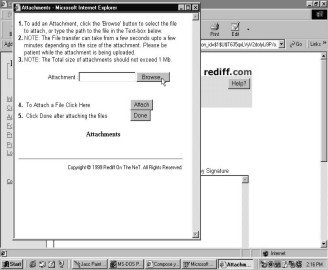 Attachments - Microsoft Internet Explorer
1. To add an Attachment, click the 'Browse' button to select the file
to attach, or type the path to the file in the Text-box below.
2. NOTE: The File transfer can take from a few seconds upto a few
minutes depending on the size of the attachment. Please be
patient while the attachment is being uploaded.
3. NOTE: The Total size of attachments should not exceed 1 Mb.
Attachment Browse...
4. To Attach a File Click Here Attach
5. Click Done after attaching the files Done
Attachments
Copyright © 1999 Rediff On The NeT. All Rights Reserved.
Print Edit
Go Links
rediff.com
Help?
Signature
Internet
Start Jasc Paint MS-DOS P Compose y Microsoft Attachm 2:16 PM